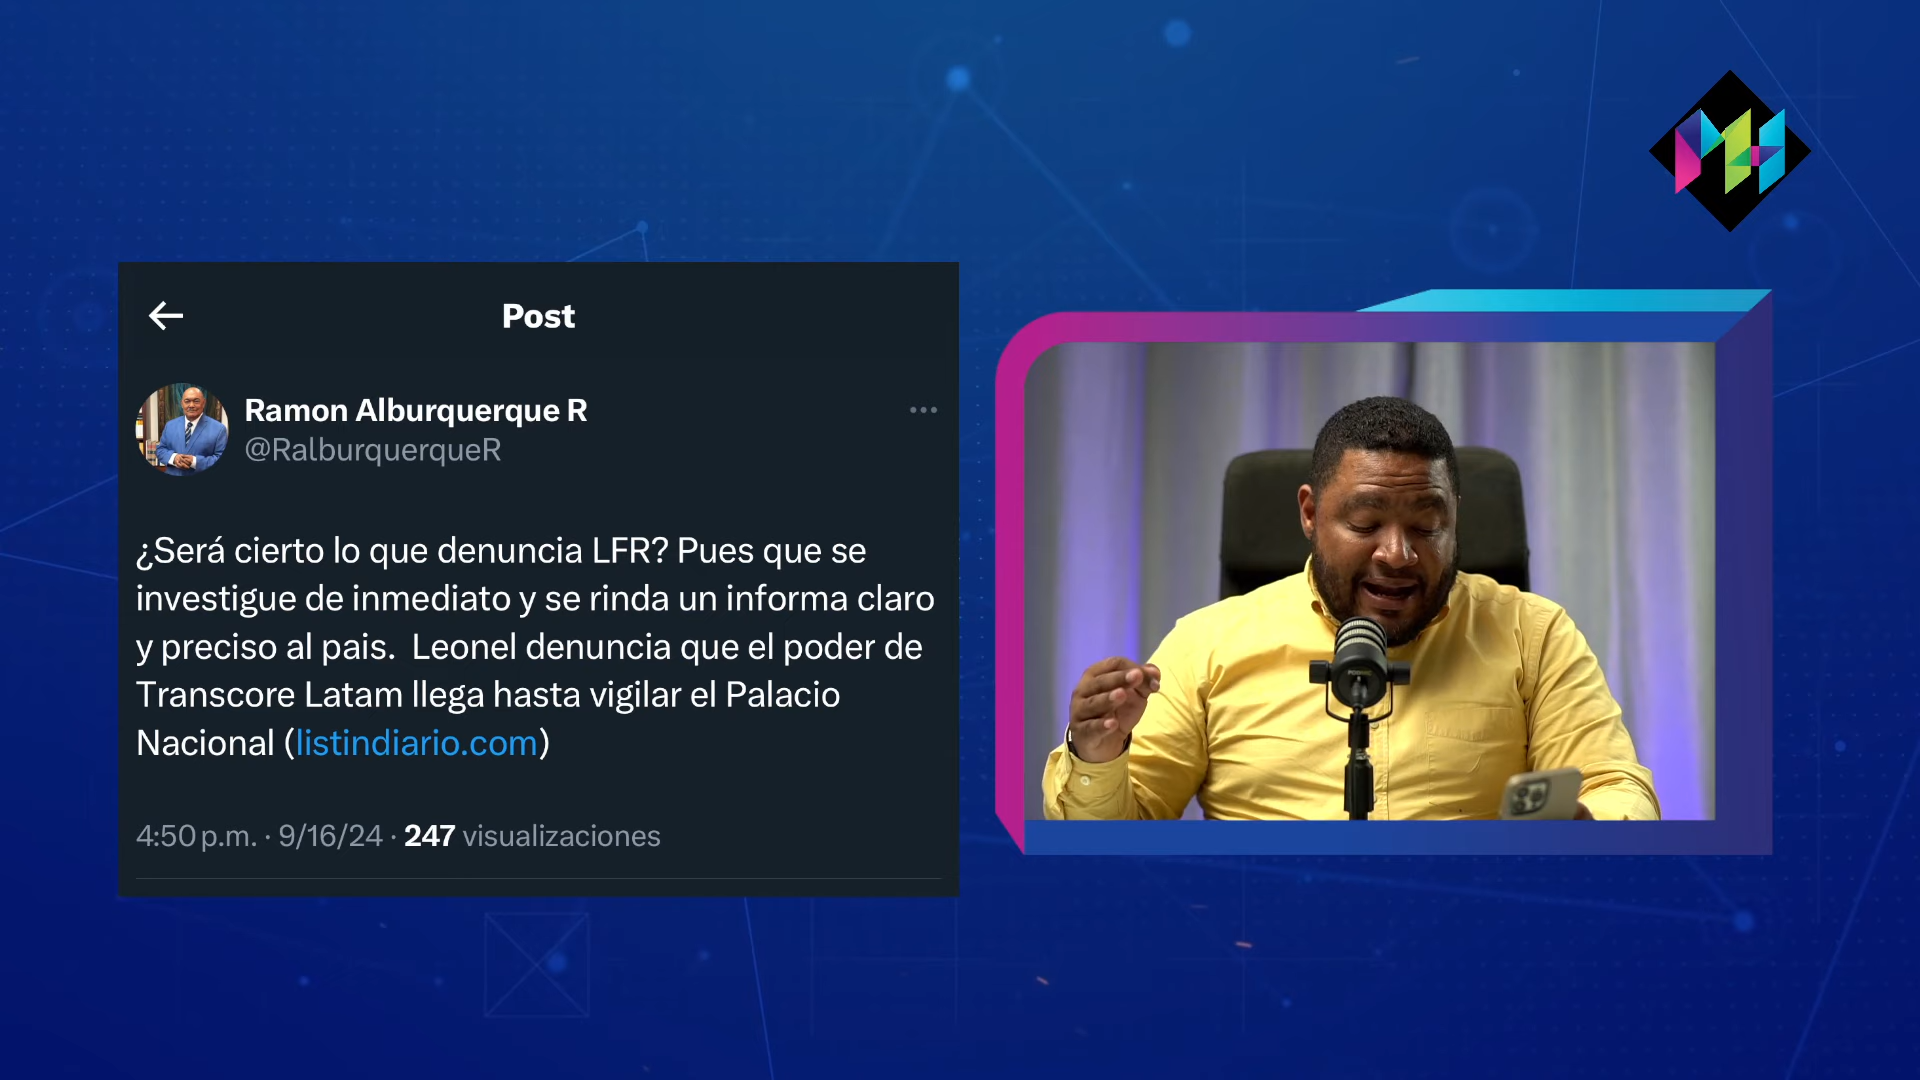 Post
Ramon Alburquerque R
@RalburquerqueR
¿Será cierto lo que denuncia LFR? Pues que se
investigue de inmediato y se rinda un informa claro
y preciso al pais.  Leonel denuncia que el poder de
Transcore Latam llega hasta vigilar el Palacio
Nacional (listindiario.com)
4:50 p.m. · 9/16/24 · 247 visualizaciones